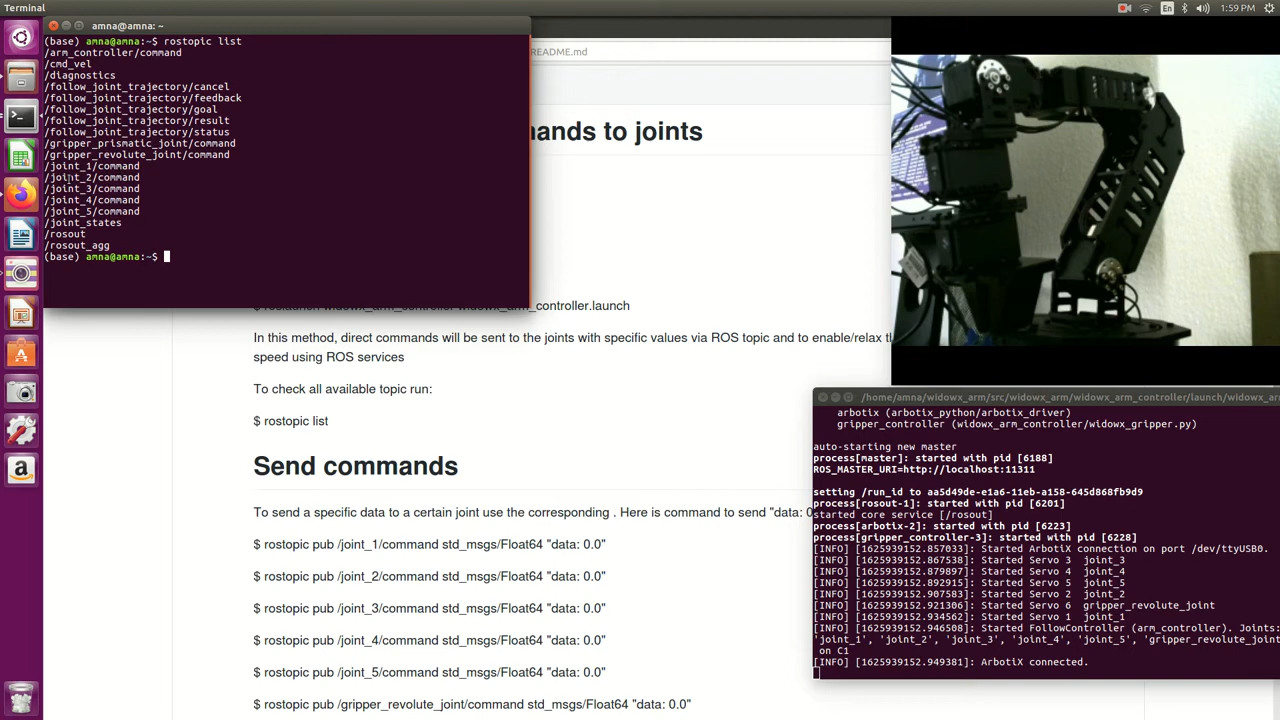 Terminal
En
1:59 PM
amna@amna: ~
(base) amna@amna:~$ rostopic list
/arm_controller/command
/cmd_vel
/diagnostics
/follow_joint_trajectory/cancel
/follow_joint_trajectory/feedback
/follow_joint_trajectory/goal
/follow_joint_trajectory/result
/follow_joint_trajectory/status
/gripper_prismatic_joint/command
/gripper_revolute_joint/command
/joint_1/command
/joint_2/command
/joint_3/command
/joint_4/command
/joint_5/command
/joint_states
/rosout
/rosout_agg
(base) amna@amna:~$
README.md
mands to joints
_controller.launch
In this method, direct commands will be sent to the joints with specific values via ROS topic and to enable/relax
speed using ROS services
To check all available topic run:
$ rostopic list
Send commands
To send a specific data to a certain joint use the corresponding . Here is command to send "data: 0
$ rostopic pub /joint_1/command std_msgs/Float64 "data: 0.0"
$ rostopic pub /joint_2/command std_msgs/Float64 "data: 0.0"
$ rostopic pub /joint_3/command std_msgs/Float64 "data: 0.0"
$ rostopic pub /joint_4/command std_msgs/Float64 "data: 0.0"
$ rostopic pub /joint_5/command std_msgs/Float64 "data: 0.0"
$ rostopic pub /gripper_revolute_joint/command std_msgs/Float64 "data: 0.0"
/home/amna/widowx_arm/src/widowx_arm/widowx_arm_controller/launch/widowx_arm
arbotix (arbotix_python/arbotix_driver)
gripper_controller (widowx_arm_controller/widowx_gripper.py)
auto-starting new master
process[master]: started with pid [6188]
ROS_MASTER_URI=http://localhost:11311
setting /run_id to aa5d49de-e1a6-11eb-a158-645d868fb9d9
process[rosout-1]: started with pid [6201]
started core service [/rosout]
process[arbotix-2]: started with pid [6223]
process[gripper_controller-3]: started with pid [6228]
[INFO] [1625939152.857033]: Started ArbotiX connection on port /dev/ttyUSB0.
[INFO] [1625939152.867538]: Started Servo 3  joint_3
[INFO] [1625939152.879897]: Started Servo 4  joint_4
[INFO] [1625939152.892915]: Started Servo 5  joint_5
[INFO] [1625939152.907583]: Started Servo 2  joint_2
[INFO] [1625939152.921306]: Started Servo 6  gripper_revolute_joint
[INFO] [1625939152.934562]: Started Servo 1  joint_1
[INFO] [1625939152.946508]: Started FollowController (arm_controller). Joints:
'joint_1', 'joint_2', 'joint_3', 'joint_4', 'joint_5', 'gripper_revolute_joint
on C1
[INFO] [1625939152.949381]: ArbotiX connected.